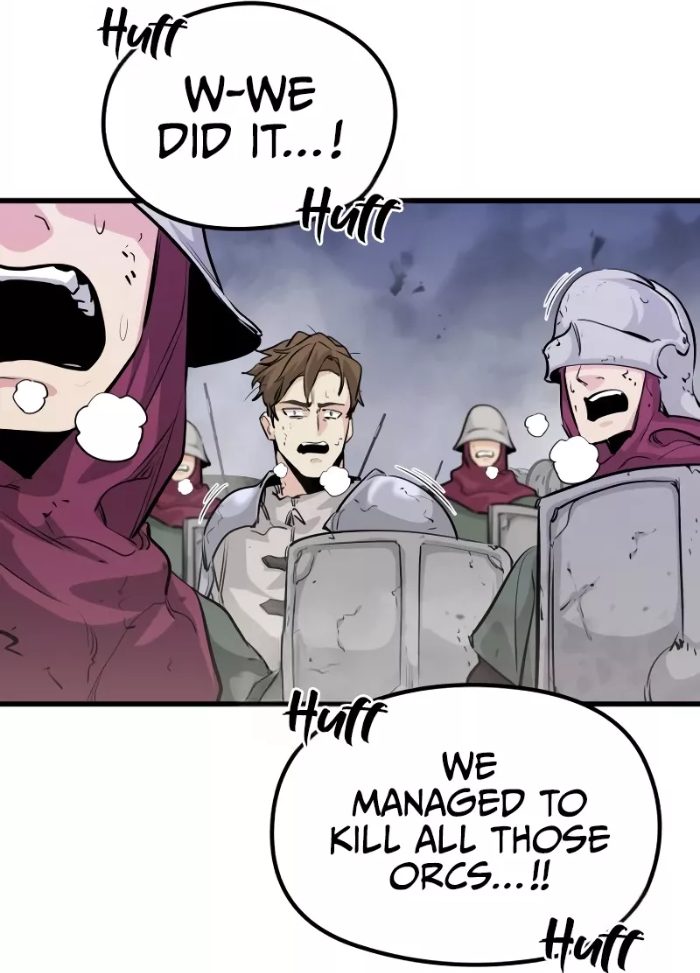 Huff
W-WE
DID IT...!
Huff
Huff
WE
MANAGED TO
KILL ALL THOSE
ORCS...!!
Huff